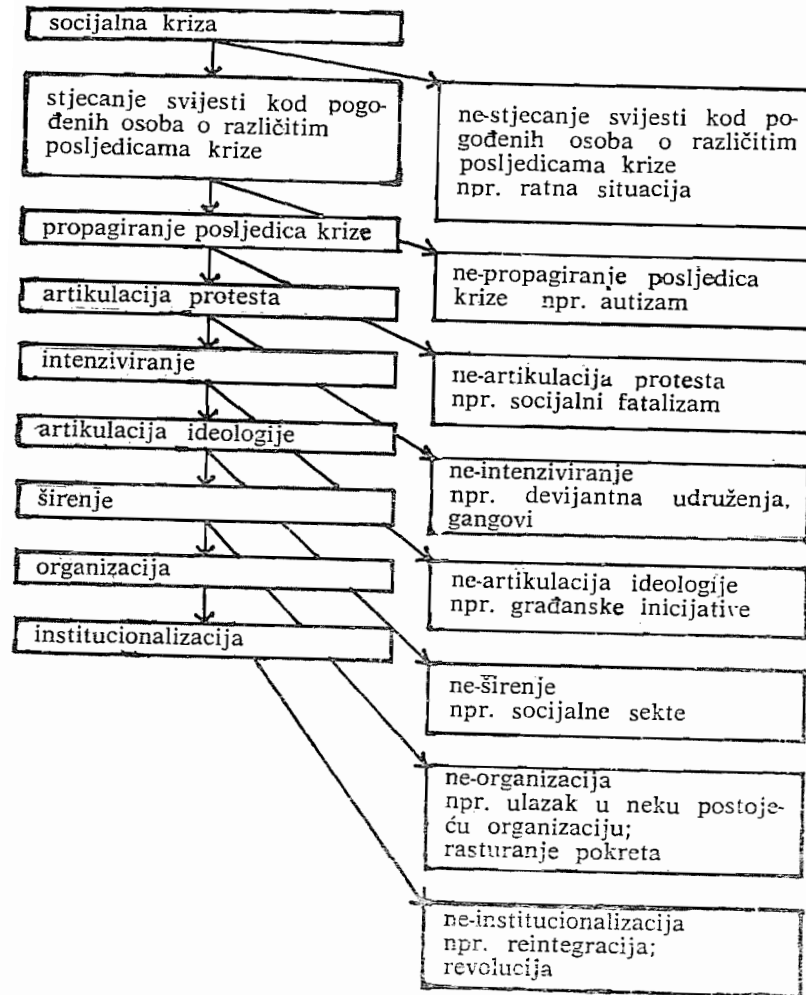 socijalna kriza
stjecanje svijesti kod pogo-
đenih osoba o različitim
posljedicama krize
propagiranje posljedica krize
artikulacija protesta
intenziviranje
artikulacija ideologije
širenje
organizacija
institucionalizacija
ne-stjecanje svijesti kod po-
gođenih osoba o različitim
posljedicama krize
npr. ratna situacija
ne-propagiranje posljedica
krize npr. autizam
ne-artikulacija protesta
npr. socijalni fatalizam
ne-intenziviranje
npr. devijantna udruženja,
gangovi
ne-artikulacija ideologije
npr. građanske inicijative
ne-širenje
npr. socijalne sekte
ne-organizacija
npr. ulazak u neku postoje-
ću organizaciju;
rasturanje pokreta
ne-institucionalizacija
npr. reintegracija;
revolucija